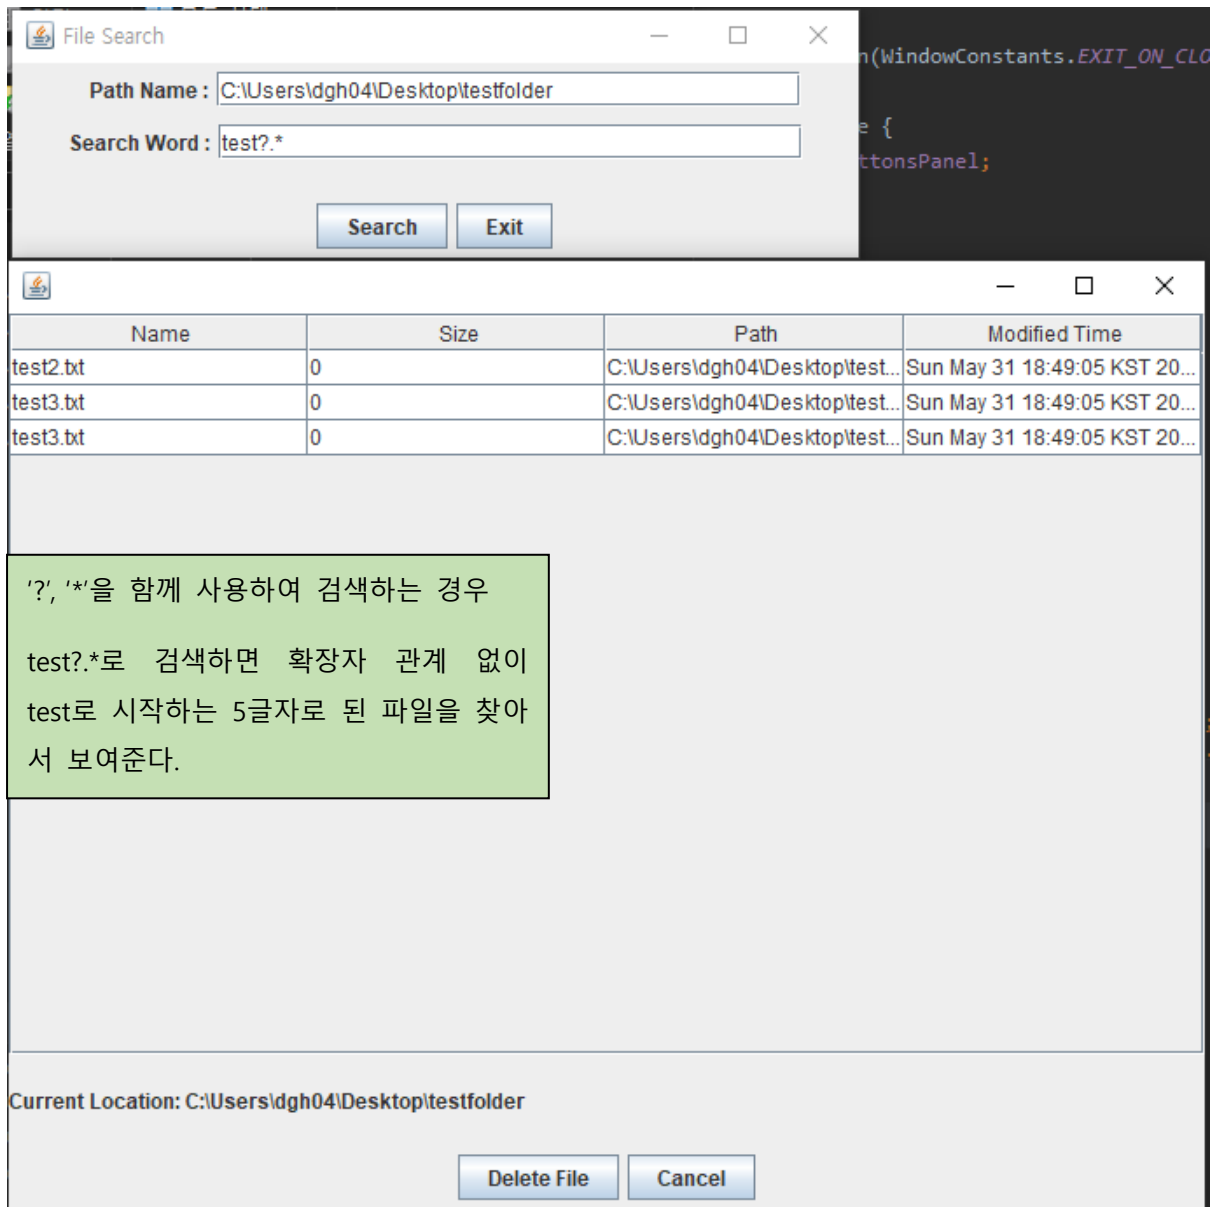 File Search
n(WindowConstants.EXIT_ON_CLO
Path Name : C:\Users\dgh04\Desktop\testfolder
e {
Search Word : test?.*
ttonsPanel;
Search Exit
Name Size Path Modified Time
test2.txt 0 C:\Users\dgh04\Desktop\test... Sun May 31 18:49:05 KST 20...
test3.txt 0 C:\Users\dgh04\Desktop\test... Sun May 31 18:49:05 KST 20...
test3.txt 0 C:\Users\dgh04\Desktop\test... Sun May 31 18:49:05 KST 20...
‘?’, ‘*’을 함께 사용하여 검색하는 경우
test?.*로 검색하면 확장자 관계 없이
test로 시작하는 5글자로 된 파일을 찾아
서 보여준다.
Current Location: C:\Users\dgh04\Desktop\testfolder
Delete File Cancel